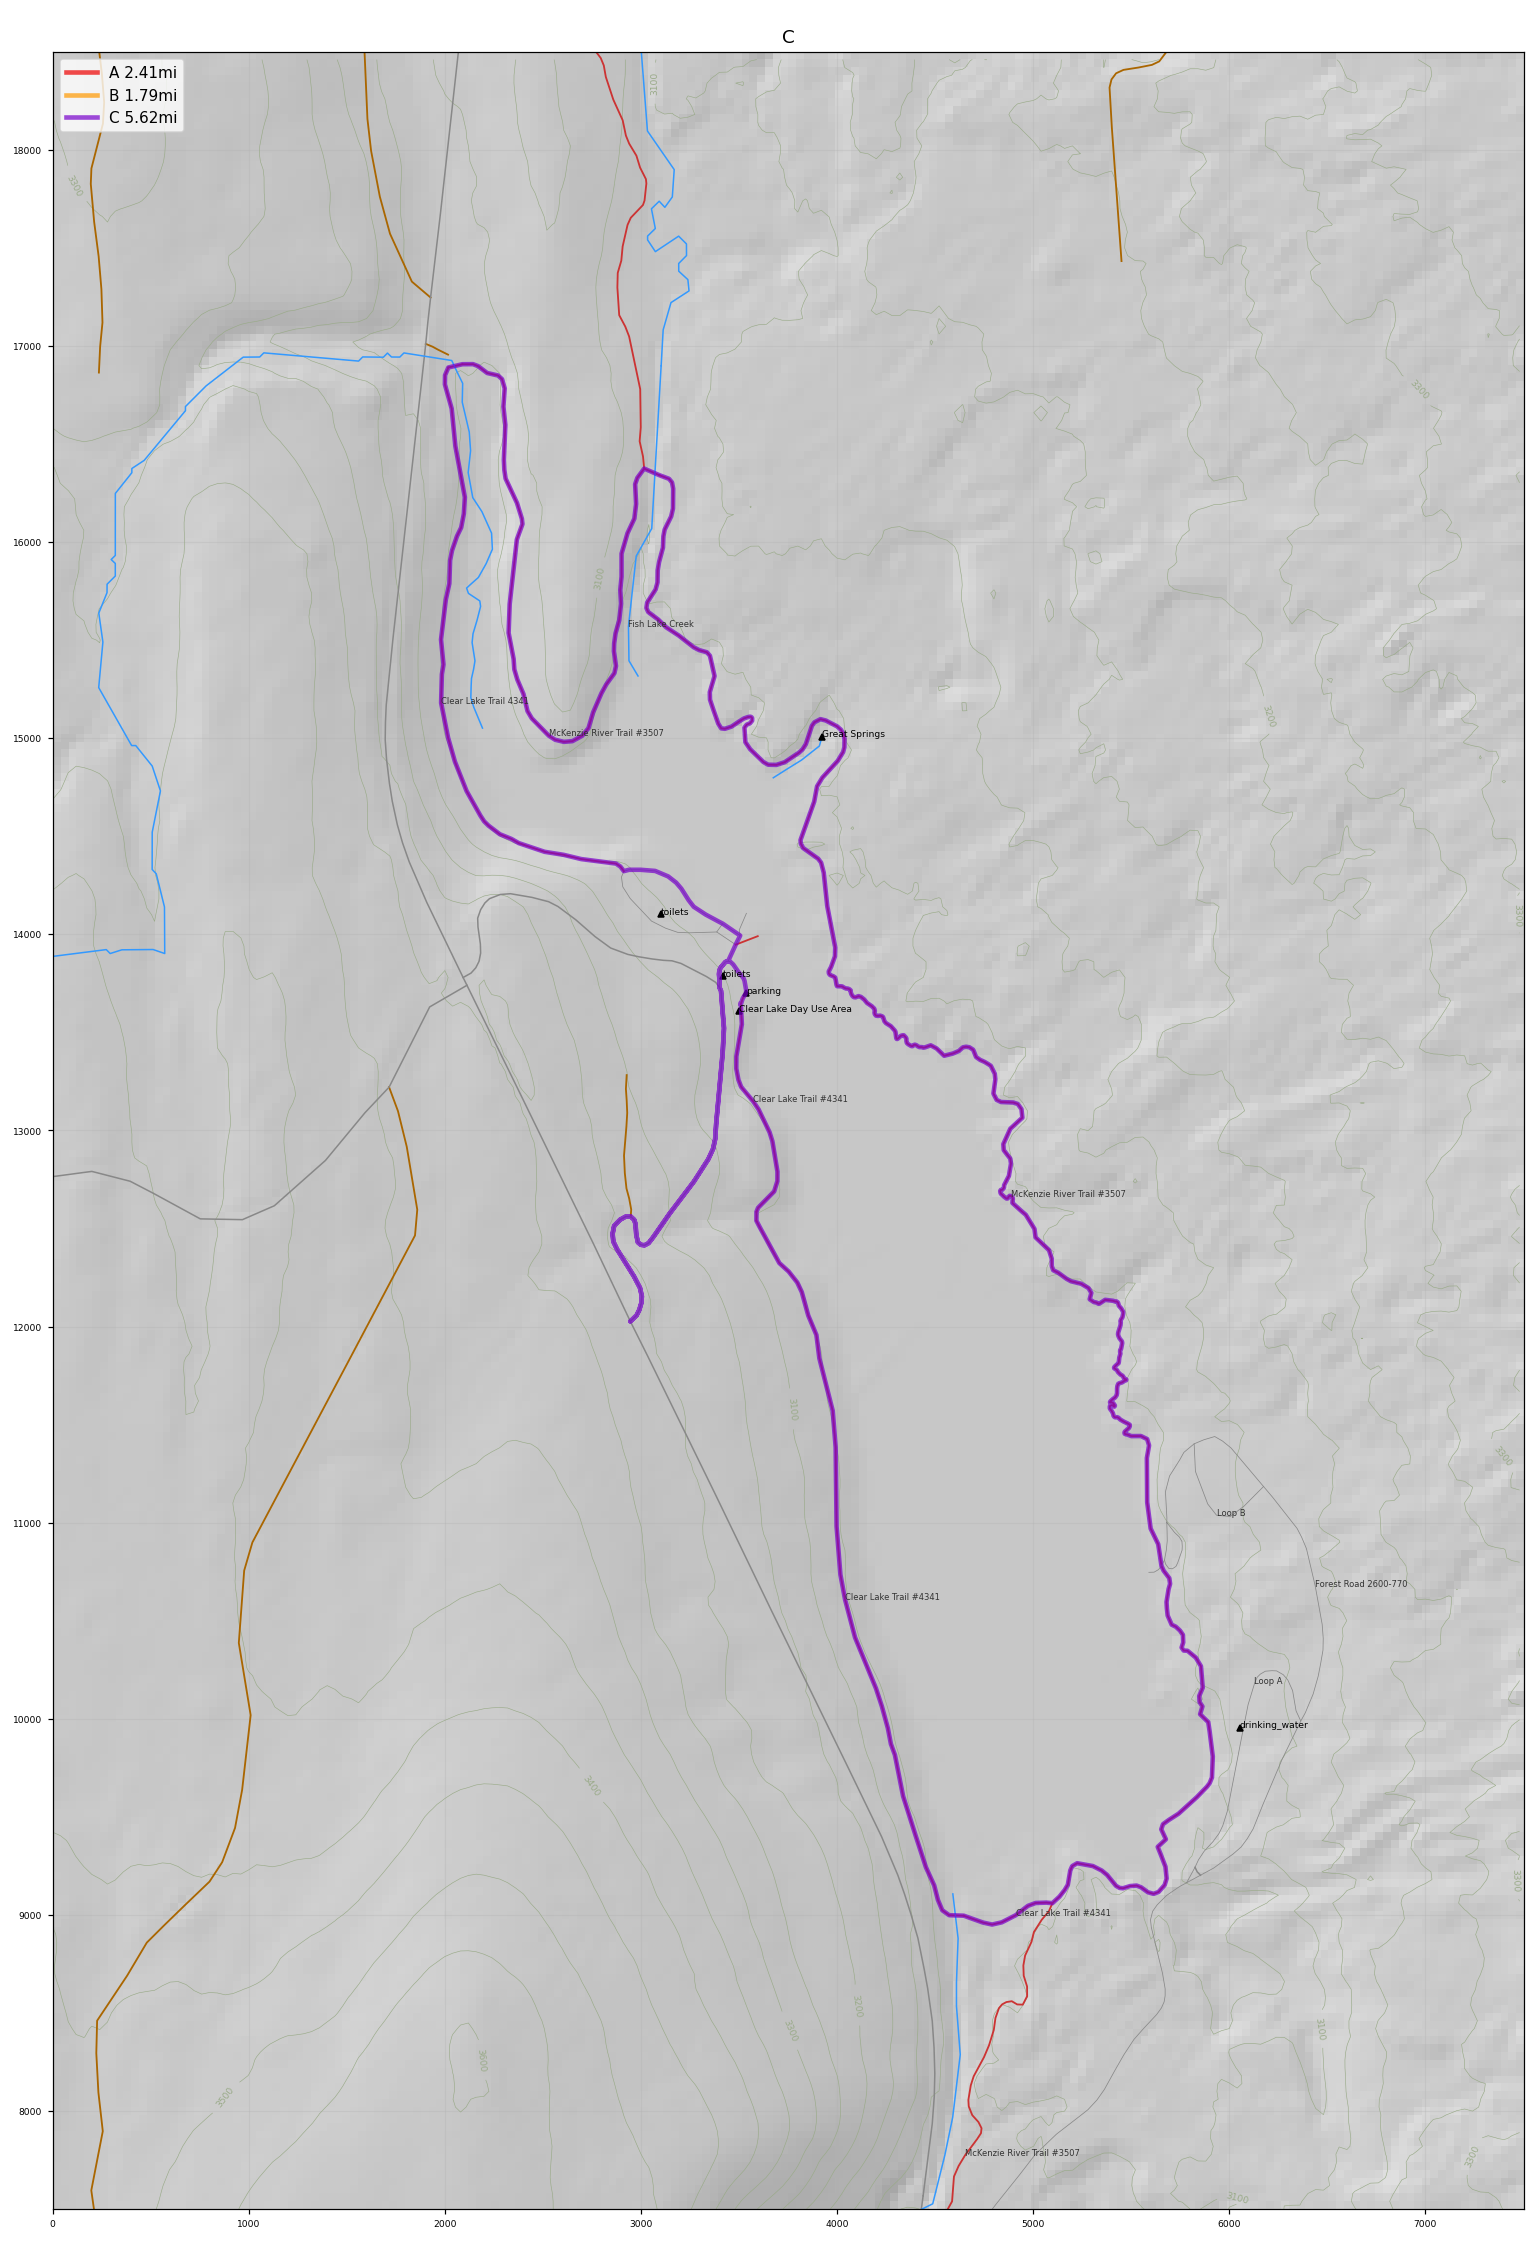 C
A 2.41mi
B 1.79mi
C 5.62mi
3100
3300
18000
17000
3300
16000
3100
Fish Lake Creek
Clear Lake Trail 4341
3200
McKenzie River Trail #3507
Great Springs
15000
toilets
3300
14000
toilets
parking
Clear Lake Day Use Area
Clear Lake Trail #4341
13000
McKenzie River Trail #3507
12000
3100
3300
Loop B
11000
Forest Road 2600-770
Clear Lake Trail #4341
Loop A
drinking_water
10000
3400
3300
Clear Lake Trail #4341
9000
3200
3300
3100
3600
3500
8000
McKenzie River Trail #3507
3300
3100
0
1000
2000
3000
4000
5000
6000
7000